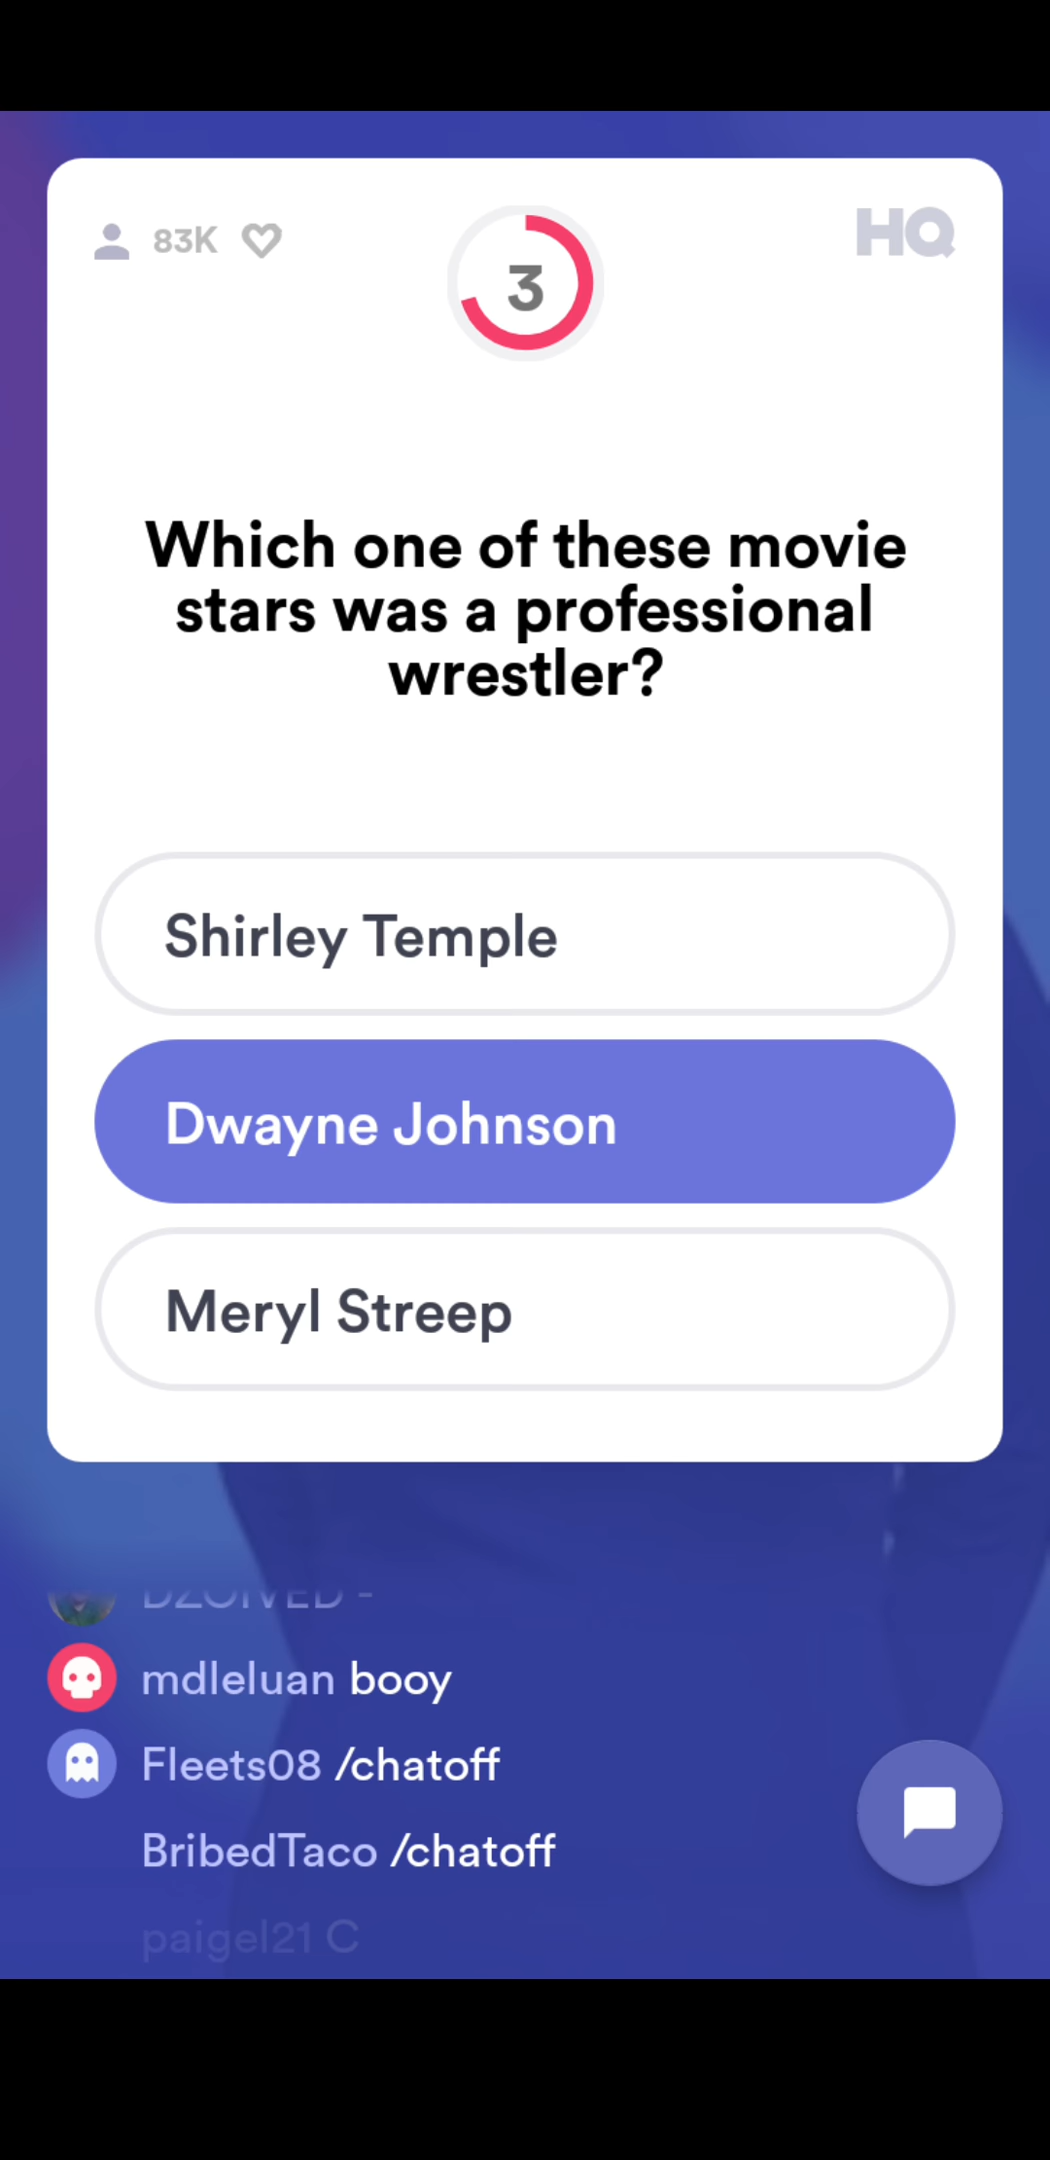 83K
HQ
3
Which one of these movie
stars was a professional
wrestler?
Shirley Temple
Dwayne Johnson
Meryl Streep
mdleluan booy
Fleets08 /chatoff
BribedTaco /chatoff
paigel21 C